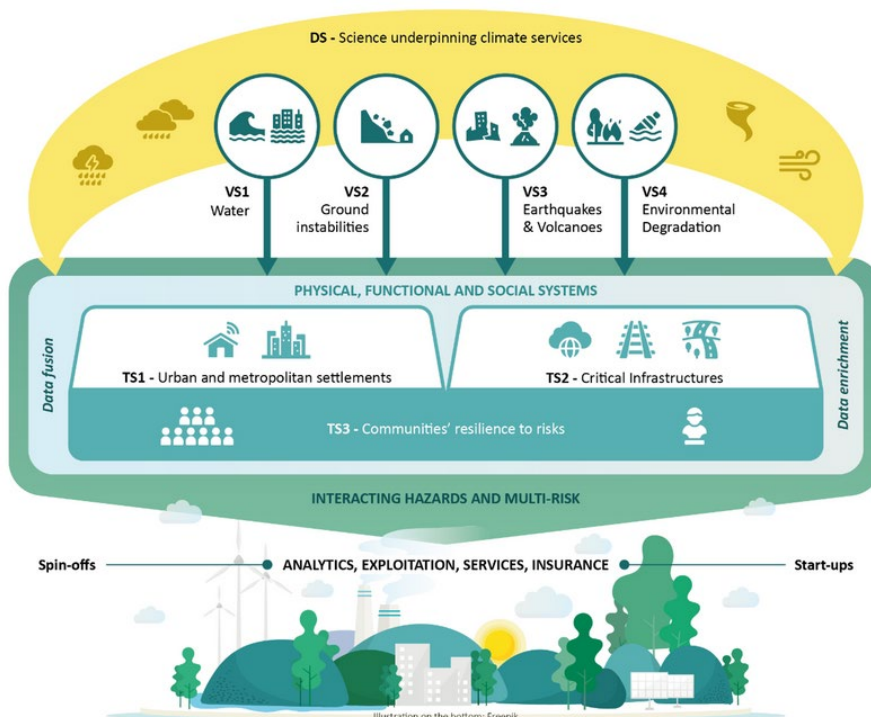 DS - Science underpinning climate services
VS1
Water
VS2
Ground
instabilities
VS3
Earthquakes
& Volcanoes
VS4
Environmental
Degradation
PHYSICAL, FUNCTIONAL AND SOCIAL SYSTEMS
Data fusion
TS1 - Urban and metropolitan settlements
TS2 - Critical Infrastructures
Data enrichment
TS3 - Communities' resilience to risks
INTERACTING HAZARDS AND MULTI-RISK
Spin-offs
ANALYTICS, EXPLOITATION, SERVICES, INSURANCE
Start-ups
Illustration on the bottom: Freepik